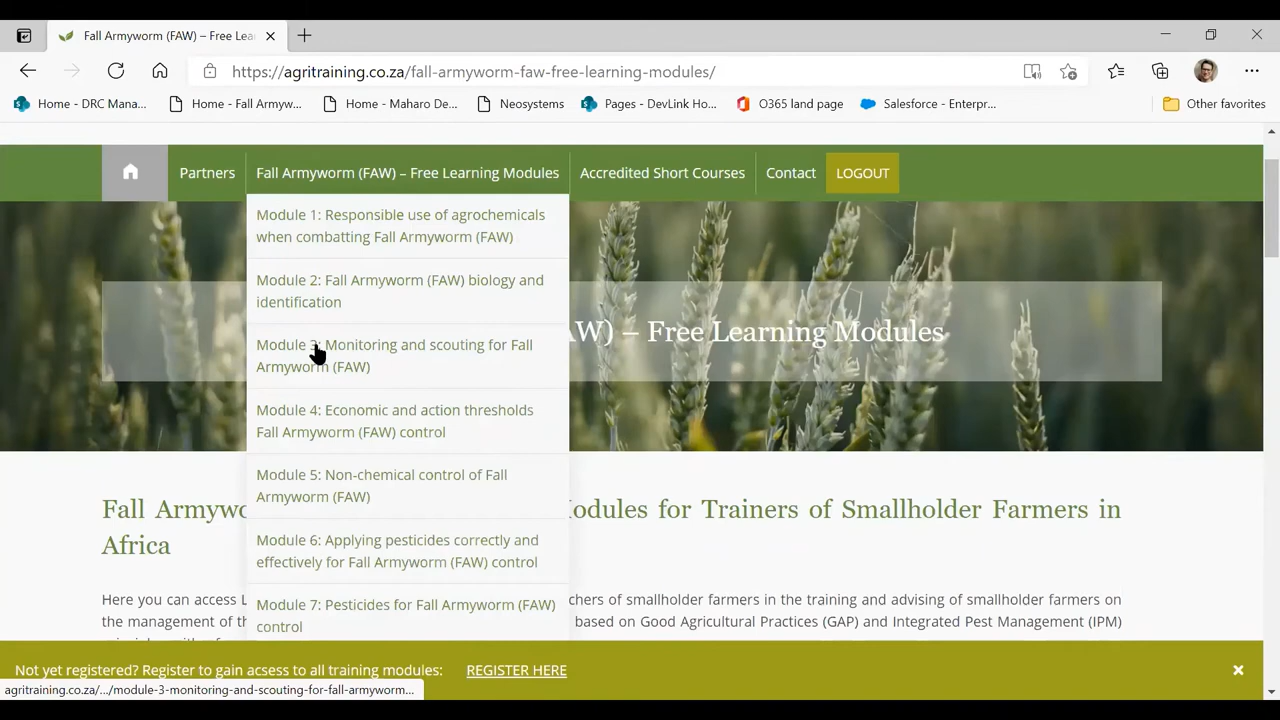 Fall Armyworm (FAW) – Free Lea
https://agritraining.co.za/fall-armyworm-faw-free-learning-modules/
Home - DRC Mana... Home - Fall Armyw... Home - Maharo De... Neosystems Pages - DevLink Ho... O365 land page Salesforce - Enterpr... Other favorites
Partners Fall Armyworm (FAW) – Free Learning Modules Accredited Short Courses Contact LOGOUT
Module 1: Responsible use of agrochemicals
when combatting Fall Armyworm (FAW)
Module 2: Fall Armyworm (FAW) biology and
identification
Module 3: Monitoring and scouting for Fall
Armyworm (FAW)
Module 4: Economic and action thresholds
Fall Armyworm (FAW) control
Module 5: Non-chemical control of Fall
Armyworm (FAW)
Module 6: Applying pesticides correctly and
effectively for Fall Armyworm (FAW) control
Module 7: Pesticides for Fall Armyworm (FAW)
control
AW) – Free Learning Modules
Fall Armywo Modules for Trainers of Smallholder Farmers in
Africa
Here you can access L chers of smallholder farmers in the training and advising of smallholder farmers on
the management of th based on Good Agricultural Practices (GAP) and Integrated Pest Management (IPM)
Not yet registered? Register to gain acsess to all training modules: REGISTER HERE
agritraining.co.za/.../module-3-monitoring-and-scouting-for-fall-armyworm...